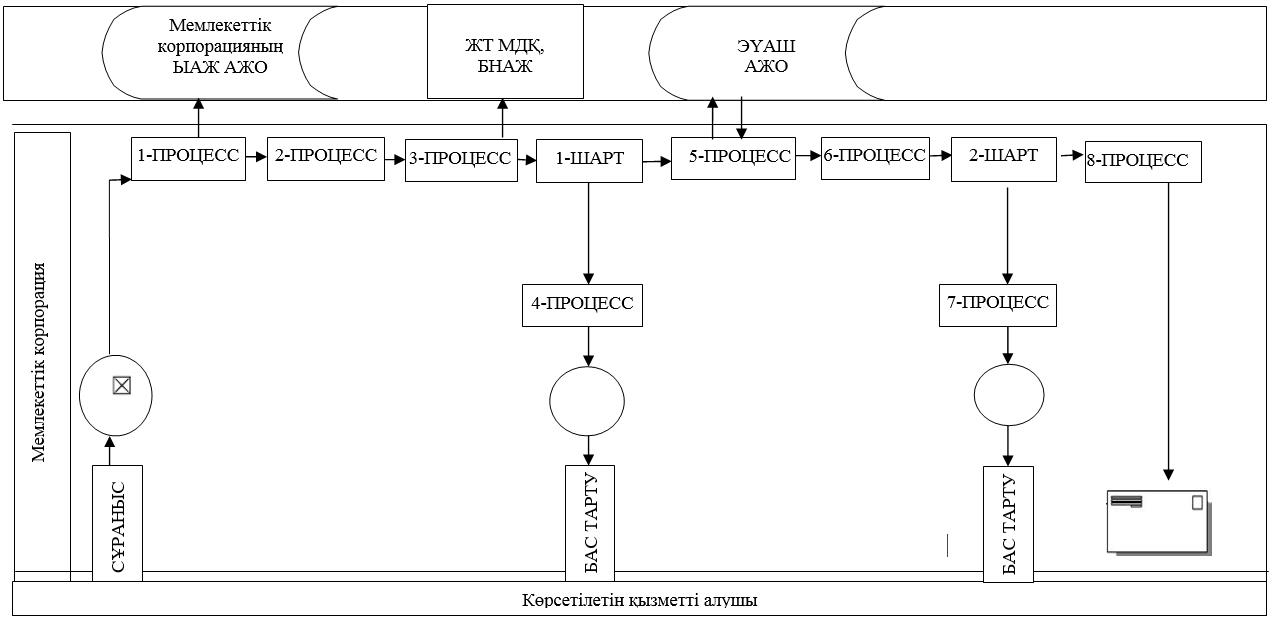 Мемлекеттік
корпорацияның
ЫАЖ АЖО
ЖТ МДҚ,
БНАЖ
ЭҮАШ
АЖО
1-ПРОЦЕСС
2-ПРОЦЕСС
3-ПРОЦЕСС
1-ШАРТ
5-ПРОЦЕСС
6-ПРОЦЕСС
2-ШАРТ
8-ПРОЦЕСС
4-ПРОЦЕСС
7-ПРОЦЕСС
Мемлекеттік корпорация
СҰРАНЫС
БАС ТАРТУ
БАС ТАРТУ
Көрсетілетін қызметті алушы